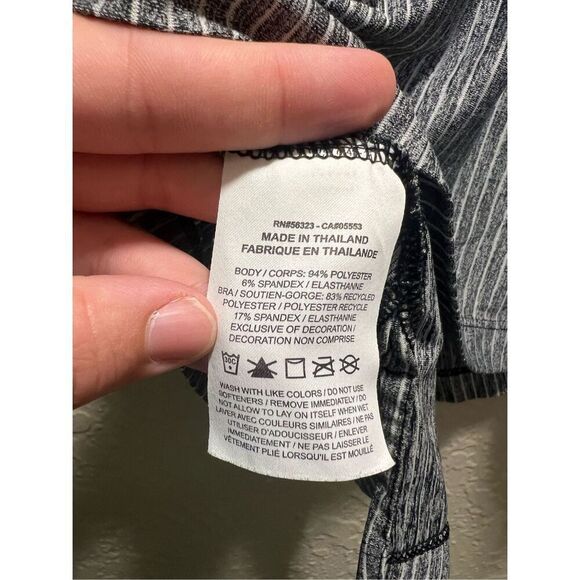 RN#56323 - CA#05553
MADE IN THAILAND
FABRIQUE EN THAILANDE
BODY / CORPS: 94% POLYESTER
6% SPANDEX / ELASTHANNE
BRA / SOUTIEN-GORGE: 83% RECYCLED
POLYESTER / POLYESTER RECYCLE
17% SPANDEX / ELASTHANNE
EXCLUSIVE OF DECORATION /
DECORATION NON COMPRISE
30C
WASH WITH LIKE COLORS / DO NOT USE
SOFTENERS / REMOVE IMMEDIATELY / DO
NOT ALLOW TO LAY ON ITSELF WHEN WET
LAVER AVEC COULEURS SIMILAIRES / NE PAS
UTILISER D'ADOUCISSEUR / ENLEVER
IMMEDIATEMENT / NE PAS LAISSER LE
VÊTEMENT PLIÉ LORSQU'IL EST MOUILLÉ